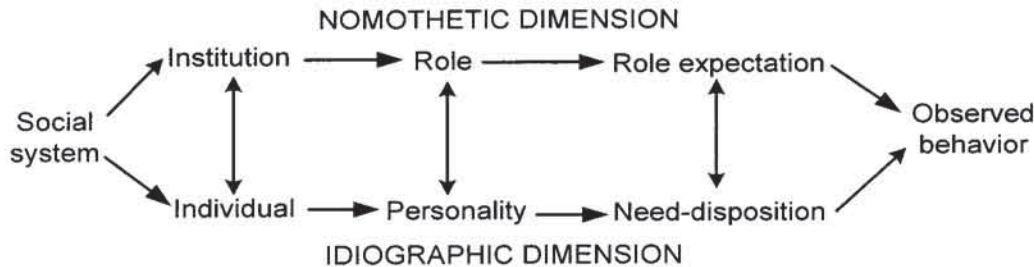 NOMOTHETIC DIMENSION
Institution Role Role expectation
Social
system
Observed
behavior
Individual Personality Need-disposition
IDIOGRAPHIC DIMENSION